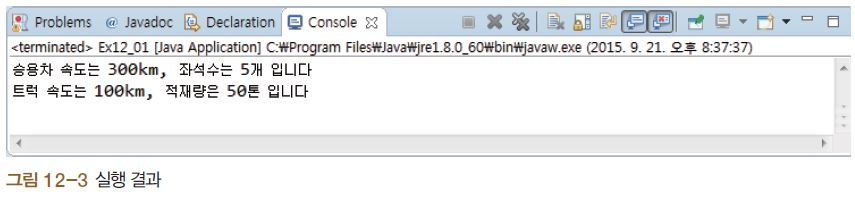 Problems @ Javadoc Declaration Console
<terminated> Ex12_01 [Java Application] C:₩Program Files₩Java₩jre1.8.0_60₩bin₩javaw.exe (2015. 9. 21. 오후 8:37:37)
승용차 속도는 300km, 좌석수는 5개 입니다
트럭 속도는 100km, 적재량은 50톤 입니다
그림 12-3 실행 결과